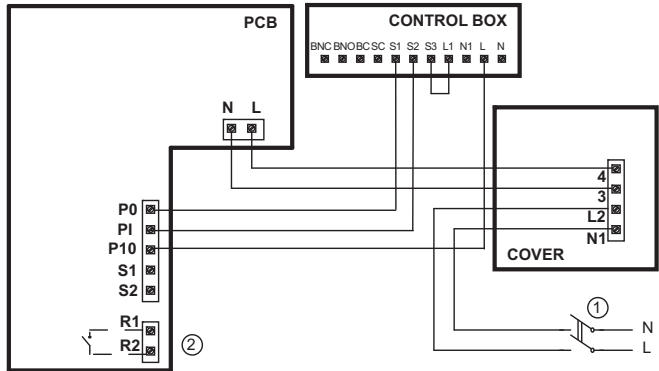 PCB
CONTROL BOX
BNC BNO BC SC S1 S2 S3 L1 N1 L N
N L
4
3
L2
N1
COVER
P0
PI
P10
S1
S2
R1
R2
2
1
N
L